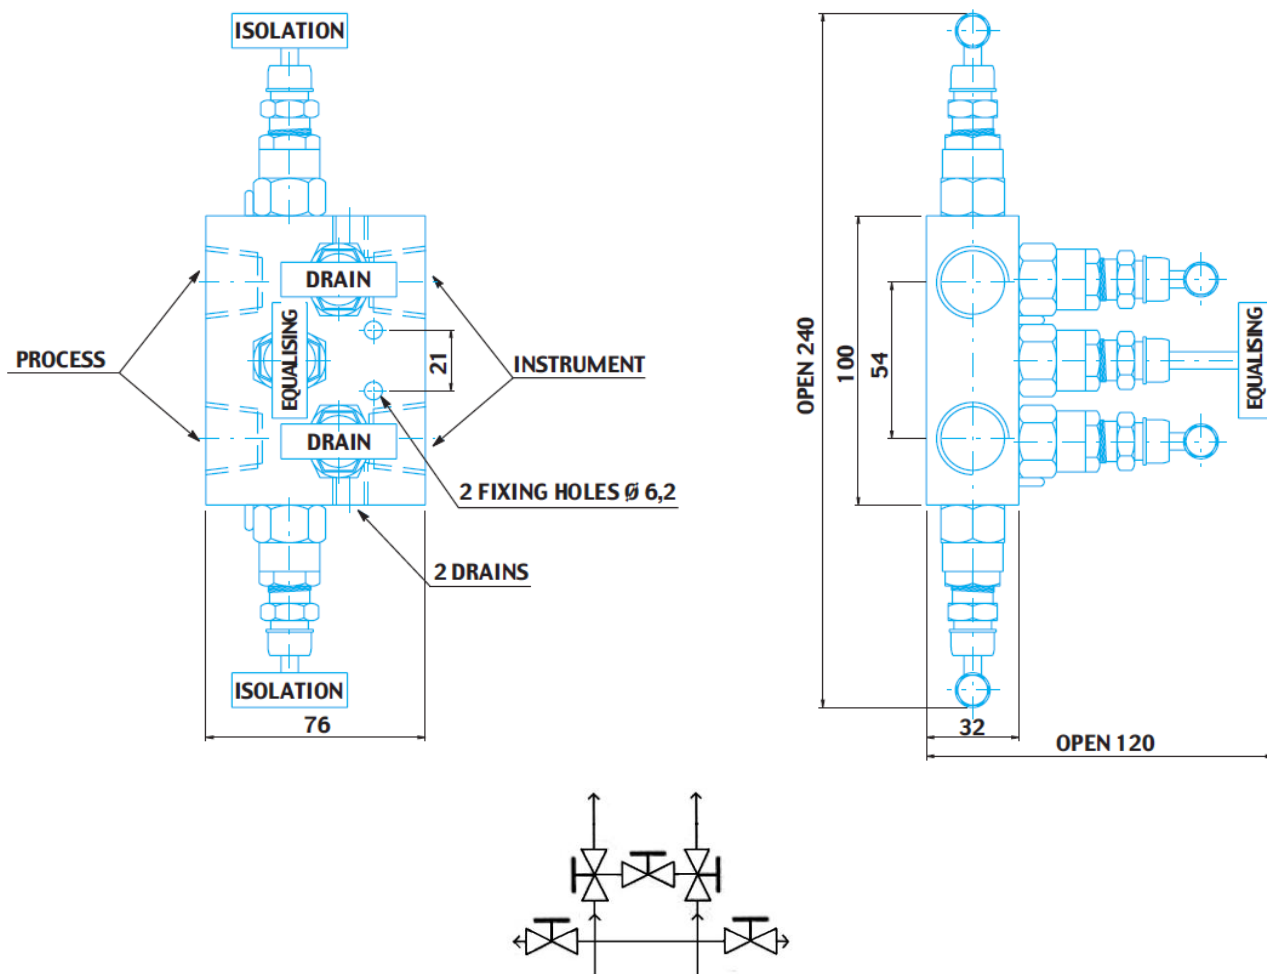 ISOLATION
DRAIN
EQUALISING
21
PROCESS
INSTRUMENT
DRAIN
2 FIXING HOLES Ø 6,2
2 DRAINS
ISOLATION
76
OPEN 240
100
54
EQUALISING
32
OPEN 120